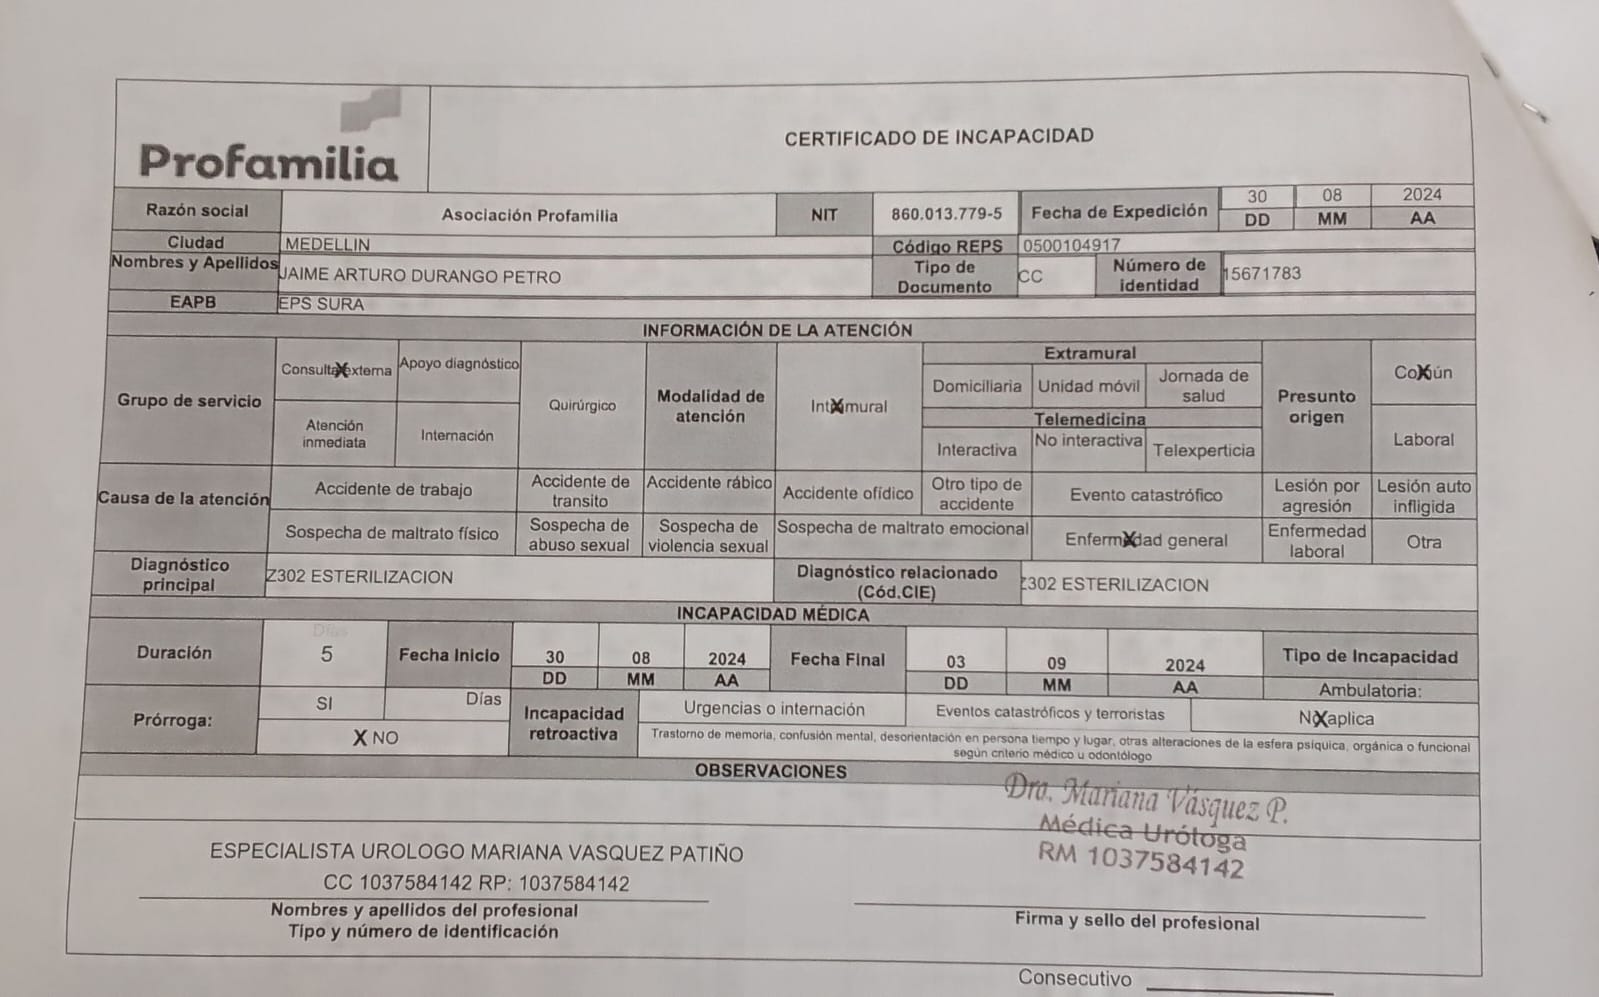 Profamilia
CERTIFICADO DE INCAPACIDAD
Razón social Asociación Profamilia NIT 860.013.779-5 Fecha de Expedición 30 08 2024
DD MM AA
Ciudad MEDELLIN Código REPS 0500104917
Nombres y Apellidos JAIME ARTURO DURANGO PETRO Tipo de Documento CC Número de identidad 15671783
EAPB EPS SURA
INFORMACIÓN DE LA ATENCIÓN
Grupo de servicio
Consulta X externa
Apoyo diagnóstico
Atención inmediata
Internación
Quirúrgico
Modalidad de atención
IntX mural
Extramural
Domiciliaria Unidad móvil Jornada de salud
Telemedicina
Interactiva No interactiva Telexperticia
Presunto origen
CoXún
Laboral
Causa de la atención
Accidente de trabajo Accidente de transito Accidente rábico Accidente ofídico Otro tipo de accidente Evento catastrófico Lesión por agresión Lesión auto infligida
Sospecha de maltrato físico Sospecha de abuso sexual Sospecha de violencia sexual Sospecha de maltrato emocional EnfermXdad general Enfermedad laboral Otra
Diagnóstico principal Z302 ESTERILIZACION Diagnóstico relacionado (Cód.CIE) Z302 ESTERILIZACION
INCAPACIDAD MÉDICA
Duración Días 5 Fecha Inicio 30 08 2024 Fecha Final 03 09 2024 Tipo de Incapacidad
DD MM AA DD MM AA Ambulatoria:
Prórroga: SI Días
X NO
Incapacidad retroactiva
Urgencias o internación Eventos catastróficos y terroristas NoX aplica
Trastorno de memoria, confusión mental, desorientación en persona tiempo y lugar, otras alteraciones de la esfera psíquica, orgánica o funcional
según criterio médico u odontólogo
OBSERVACIONES
Dra. Mariana Vásquez P.
Médica Uróloga
RM 1037584142
ESPECIALISTA UROLOGO MARIANA VASQUEZ PATIÑO
CC 1037584142 RP: 1037584142
Nombres y apellidos del profesional
Tipo y número de identificación
Firma y sello del profesional
Consecutivo